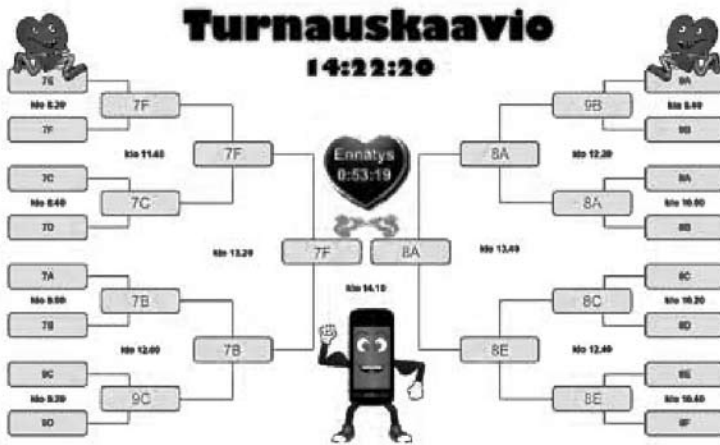 Turnauskaavio
14:22:20
7E
klo 8.20
7F
7F
klo 11.40
7F
7C
klo 8.40
7D
7C
klo 13.20
7F
7A
klo 9.00
7B
7B
klo 12.00
7B
9C
klo 9.20
9D
9C
Ennätys
0:53:19
klo 14.10
9A
klo 9.40
9B
9B
klo 12.20
8A
8A
klo 10.00
8B
8A
klo 13.40
8A
8C
klo 10.20
8D
8C
klo 12.40
8E
8E
klo 10.40
8F
8E